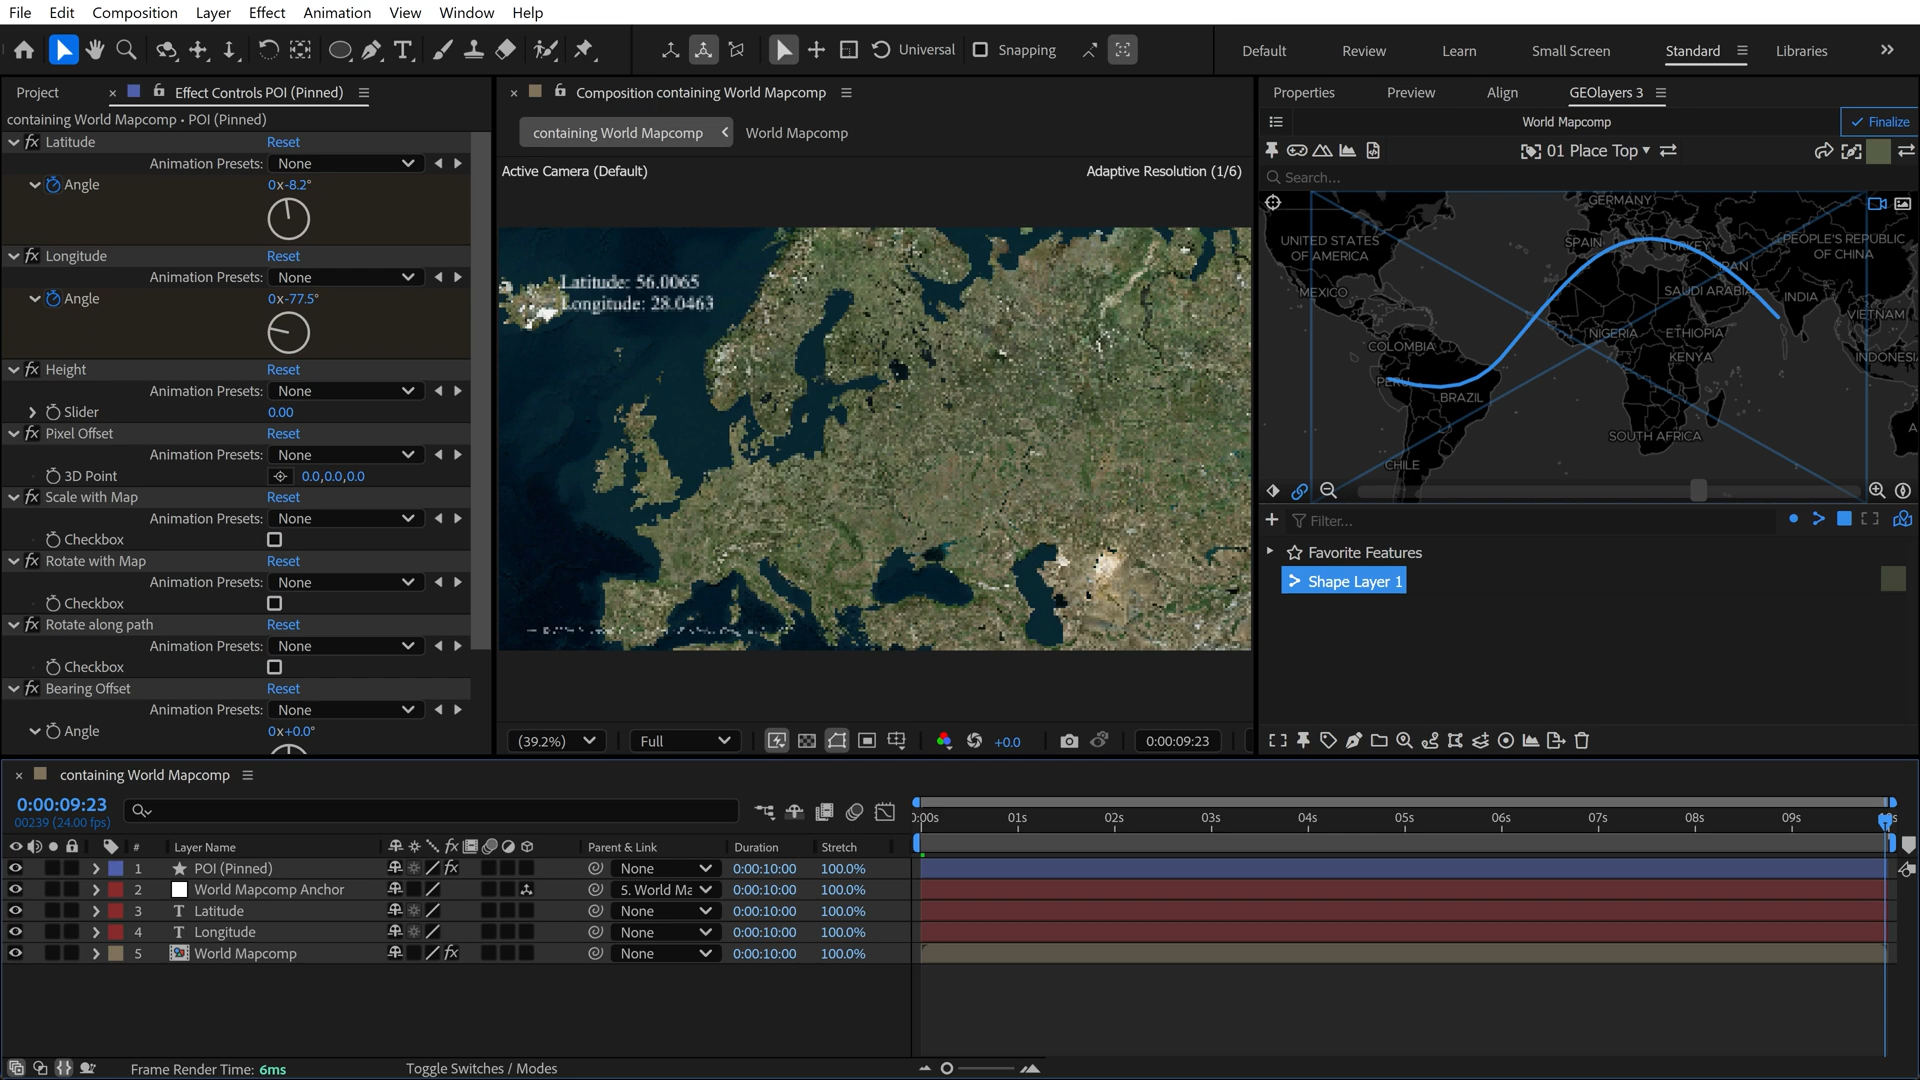 File Edit Composition Layer Effect Animation View Window Help
Universal Snapping Default Review Learn Small Screen Standard Libraries
Project Effect Controls POI (Pinned)
containing World Mapcomp • POI (Pinned)
Latitude Reset
Animation Presets: None
Angle 0x-8.2°
Longitude Reset
Animation Presets: None
Angle 0x-77.5°
Height Reset
Animation Presets: None
Slider 0.00
Pixel Offset Reset
Animation Presets: None
3D Point 0.0,0.0,0.0
Scale with Map Reset
Animation Presets: None
Checkbox
Rotate with Map Reset
Animation Presets: None
Checkbox
Rotate along path Reset
Animation Presets: None
Checkbox
Bearing Offset Reset
Animation Presets: None
Angle 0x+0.0°
Composition containing World Mapcomp
containing World Mapcomp World Mapcomp
Active Camera (Default) Adaptive Resolution (1/6)
Latitude: 56.0065
Longitude: 28.0463
(39.2%) Full +0.0 0:00:09:23
Properties Preview Align GEOlayers 3
World Mapcomp Finalize
01 Place Top
Search...
GERMANY
UNITED STATES OF AMERICA
SPAIN
TURKEY
PEOPLE'S REPUBLIC OF CHINA
IRAN
MEXICO
SAUDI ARABIA
INDIA
VIETNAM
NIGERIA
ETHIOPIA
COLOMBIA
KENYA
INDONESI
PERU
BRAZIL
SOUTH AFRICA
CHILE
Filter...
Favorite Features
Shape Layer 1
containing World Mapcomp
0:00:09:23
00239 (24.00 fps)
:00s 01s 02s 03s 04s 05s 06s 07s 08s 09s
# Layer Name Parent & Link Duration Stretch
1 POI (Pinned) None 0:00:10:00 100.0%
2 World Mapcomp Anchor 5. World Ma 0:00:10:00 100.0%
3 T Latitude None 0:00:10:00 100.0%
4 T Longitude None 0:00:10:00 100.0%
5 World Mapcomp None 0:00:10:00 100.0%
Frame Render Time: 6ms Toggle Switches / Modes